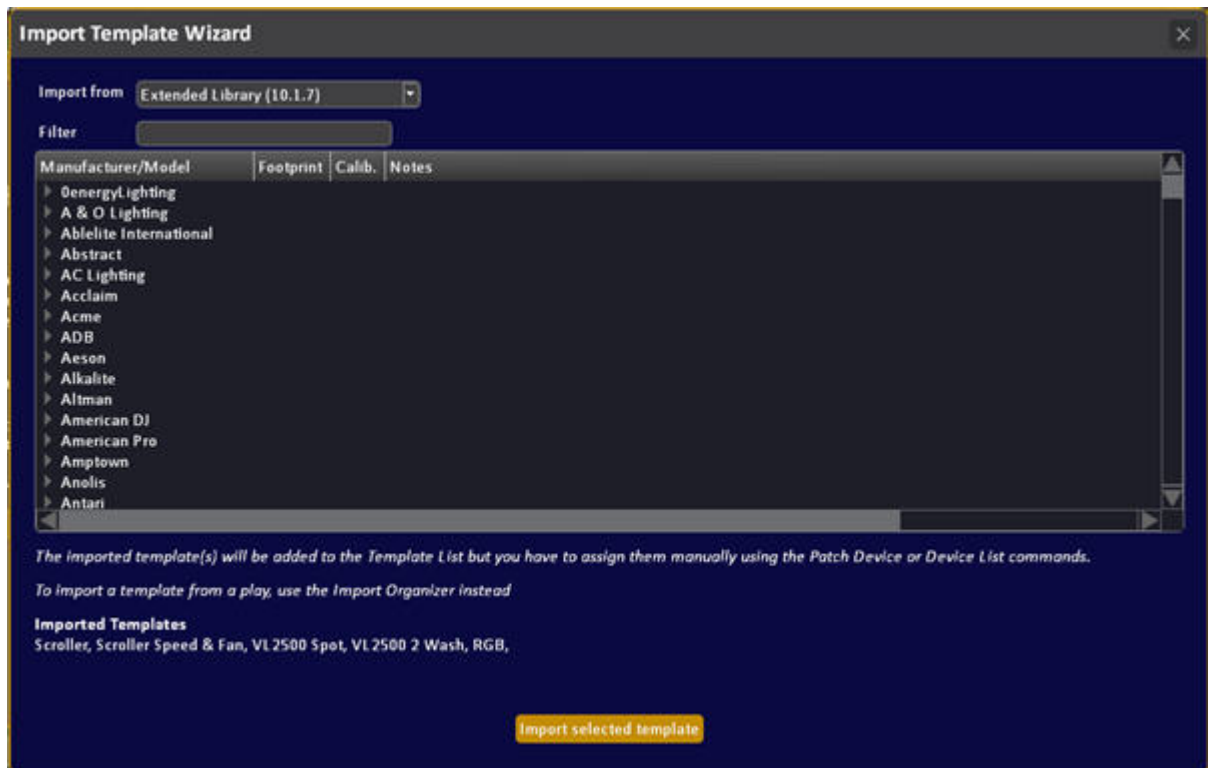 Import Template Wizard
Import from Extended Library (10.1.7)
Filter
Manufacturer/Model Footprint Calib. Notes
0energyLighting
A & O Lighting
Ablelite International
Abstract
AC Lighting
Acclaim
Acme
ADB
Aeson
Alkalite
Altman
American DJ
American Pro
Amptown
Anolis
Antari
The imported template(s) will be added to the Template List but you have to assign them manually using the Patch Device or Device List commands.
To import a template from a play, use the Import Organizer instead
Imported Templates
Scroller, Scroller Speed & Fan, VL2500 Spot, VL2500 2 Wash, RGB,
Import selected template